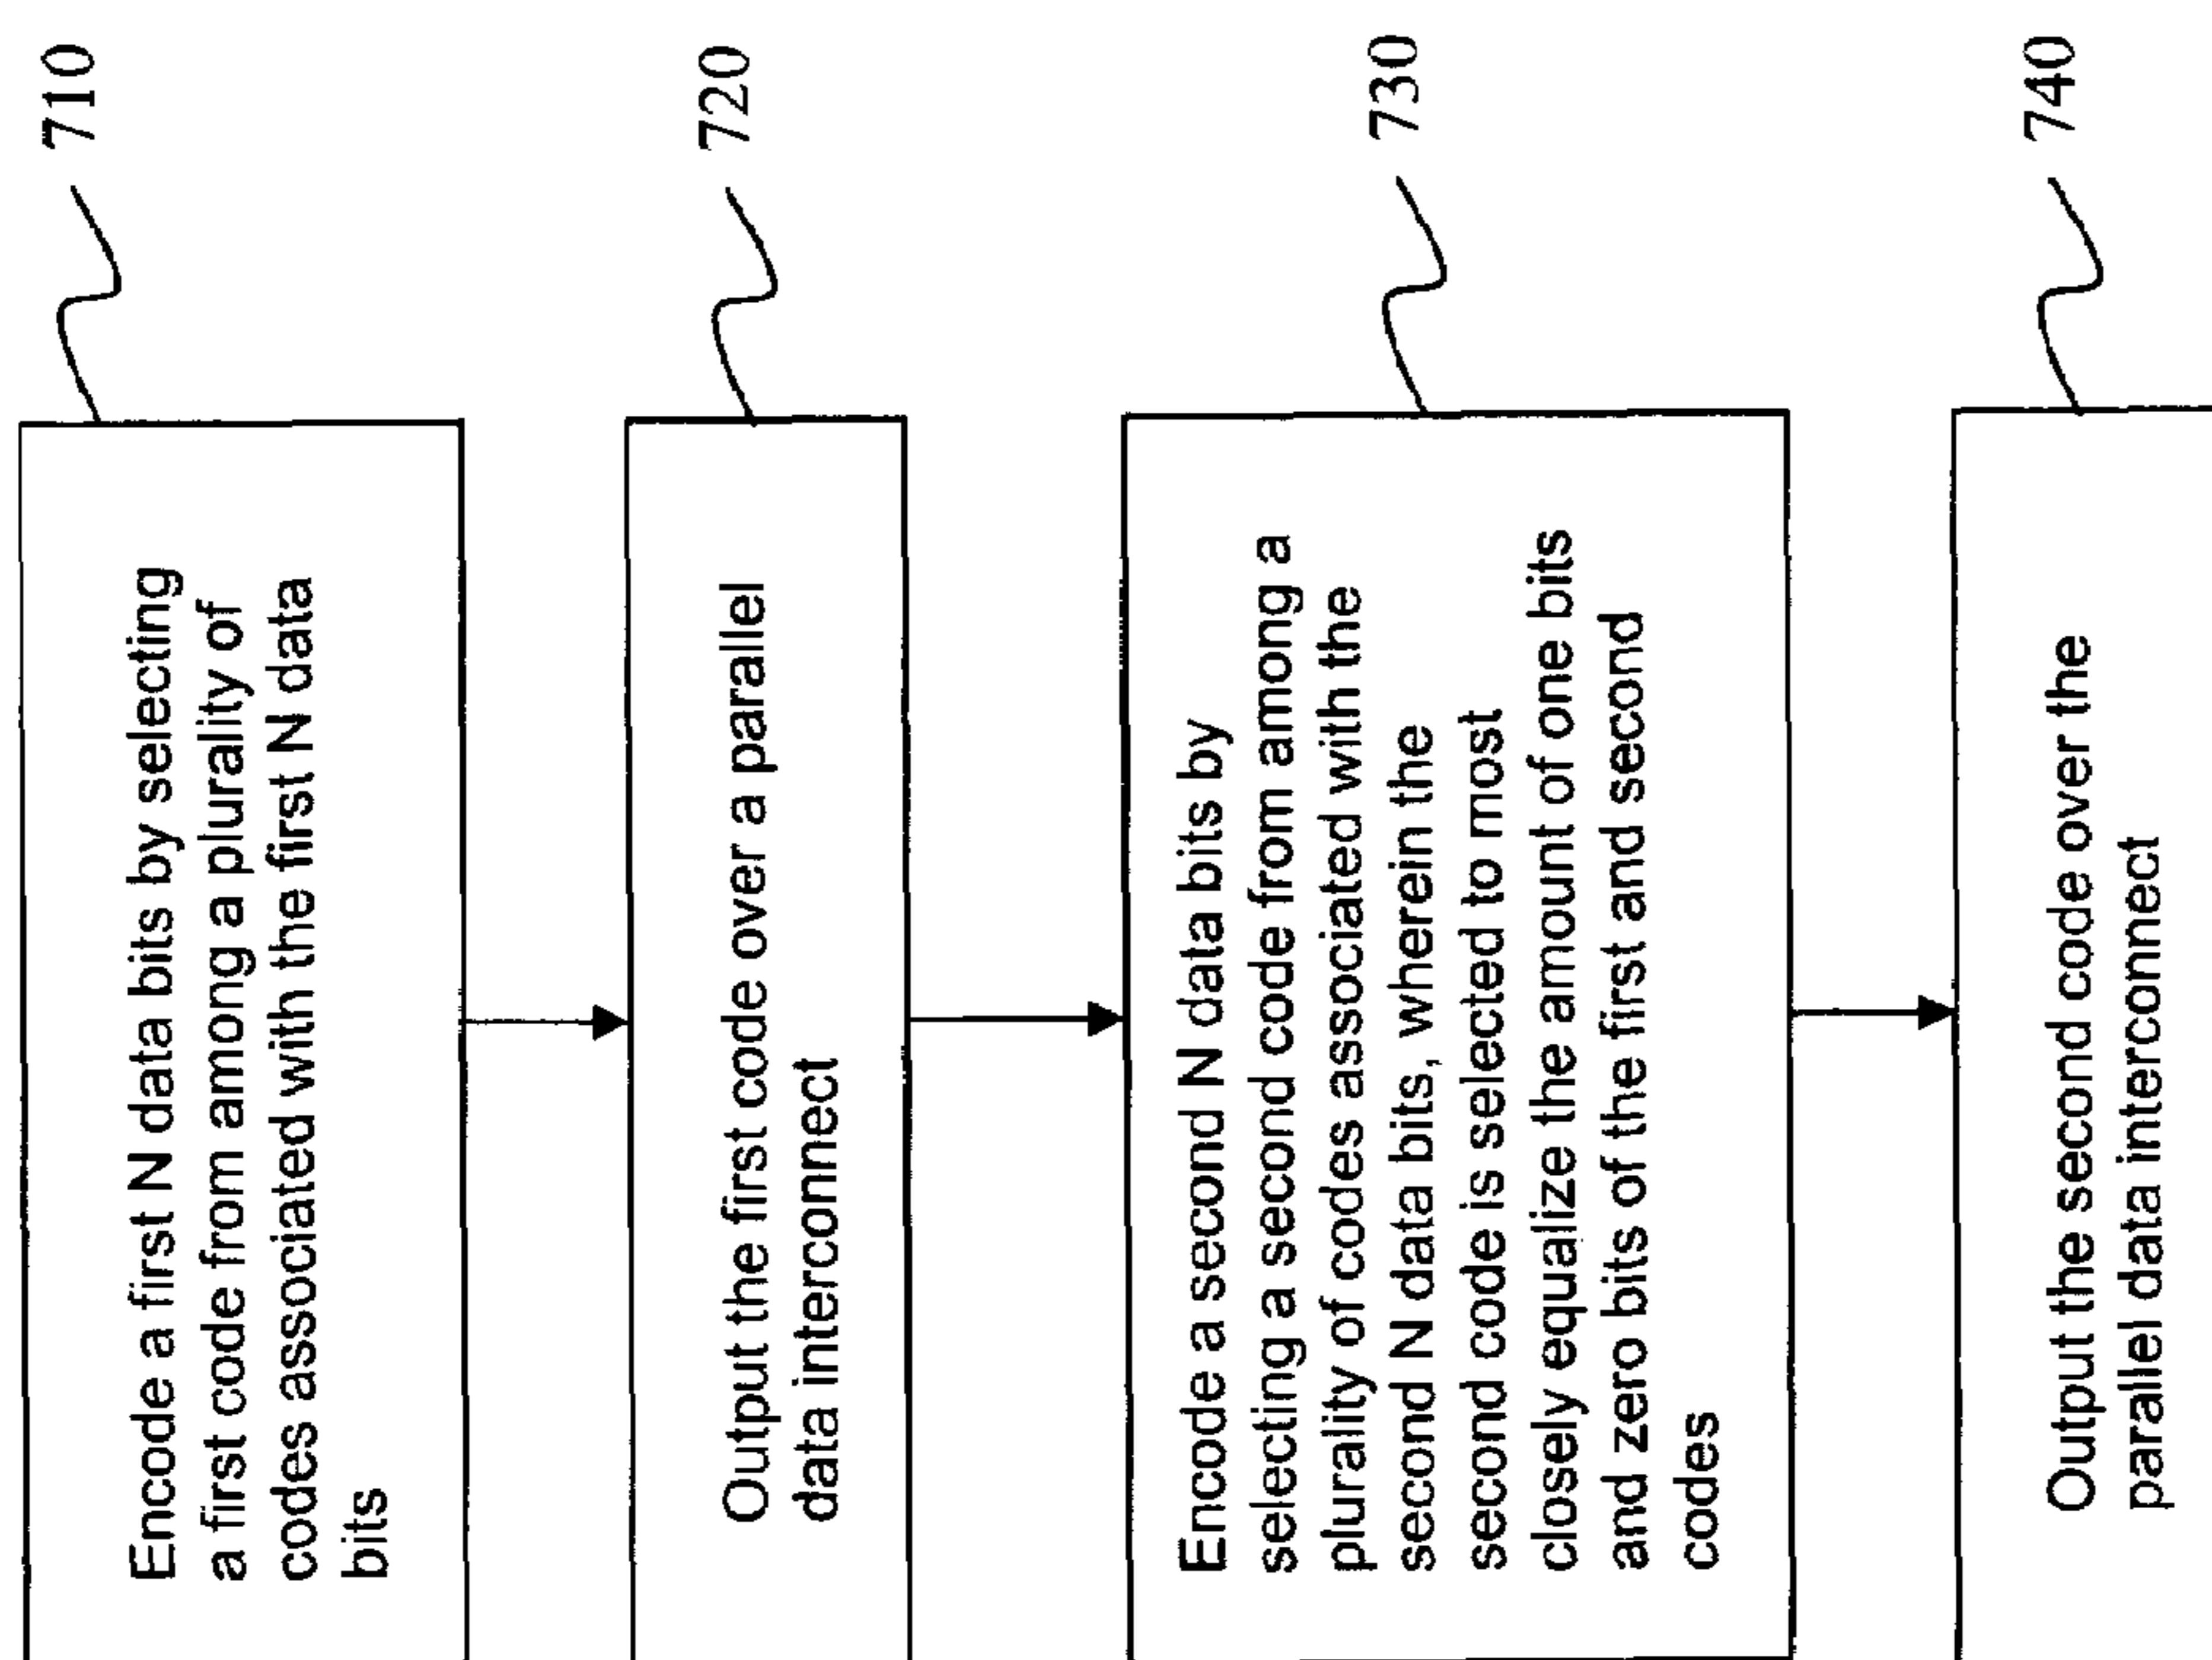 710
Encode a first N data bits by selecting
a first code from among a plurality of
codes associated with the first N data
bits
720
Output the first code over a parallel
data interconnect
730
Encode a second N data bits by
selecting a second code from among a
plurality of codes associated with the
second N data bits, wherein the
second code is selected to most
closely equalize the amount of one bits
and zero bits of the first and second
codes
740
Output the second code over the
parallel data interconnect